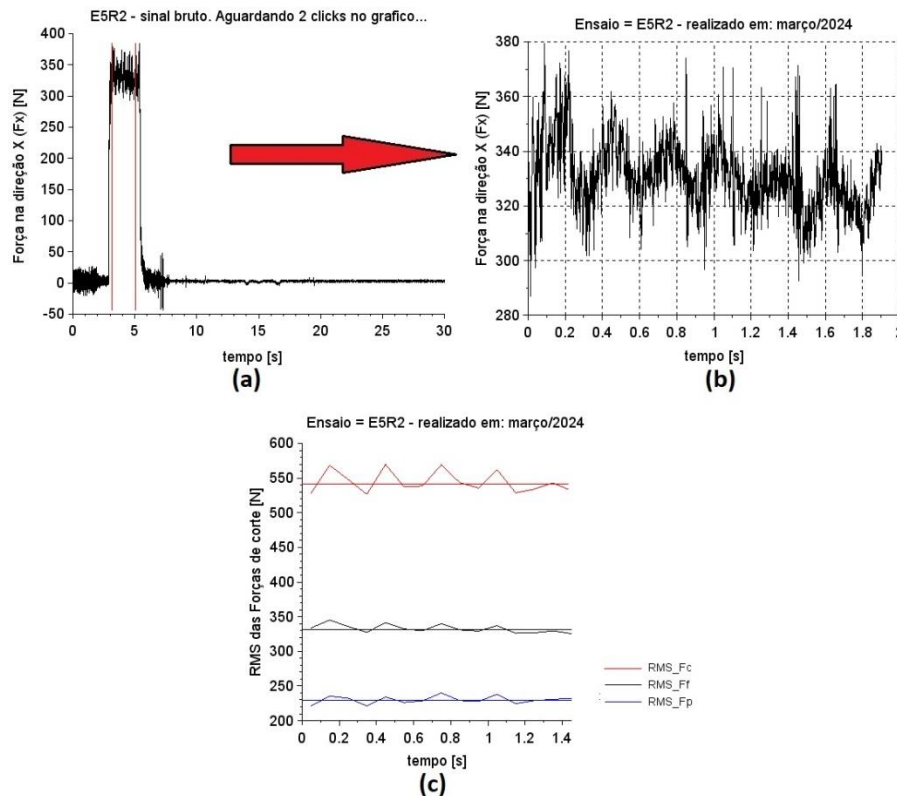 E5R2 - sinal bruto. Aguardando 2 clicks no grafico...
Força na direção X (Fx) [N]
400
350
300
250
200
150
100
50
0
-50
0 5 10 15 20 25 30
tempo [s]
(a)
Ensaio = E5R2 - realizado em: março/2024
Força na direção X (Fx) [N]
380
360
340
320
300
280
0 0.2 0.4 0.6 0.8 1 1.2 1.4 1.6 1.8 2
tempo [s]
(b)
Ensaio = E5R2 - realizado em: março/2024
RMS das Forças de corte [N]
600
550
500
450
400
350
300
250
200
0 0.2 0.4 0.6 0.8 1 1.2 1.4
tempo [s]
RMS_Fc
RMS_Ff
RMS_Fp
(c)